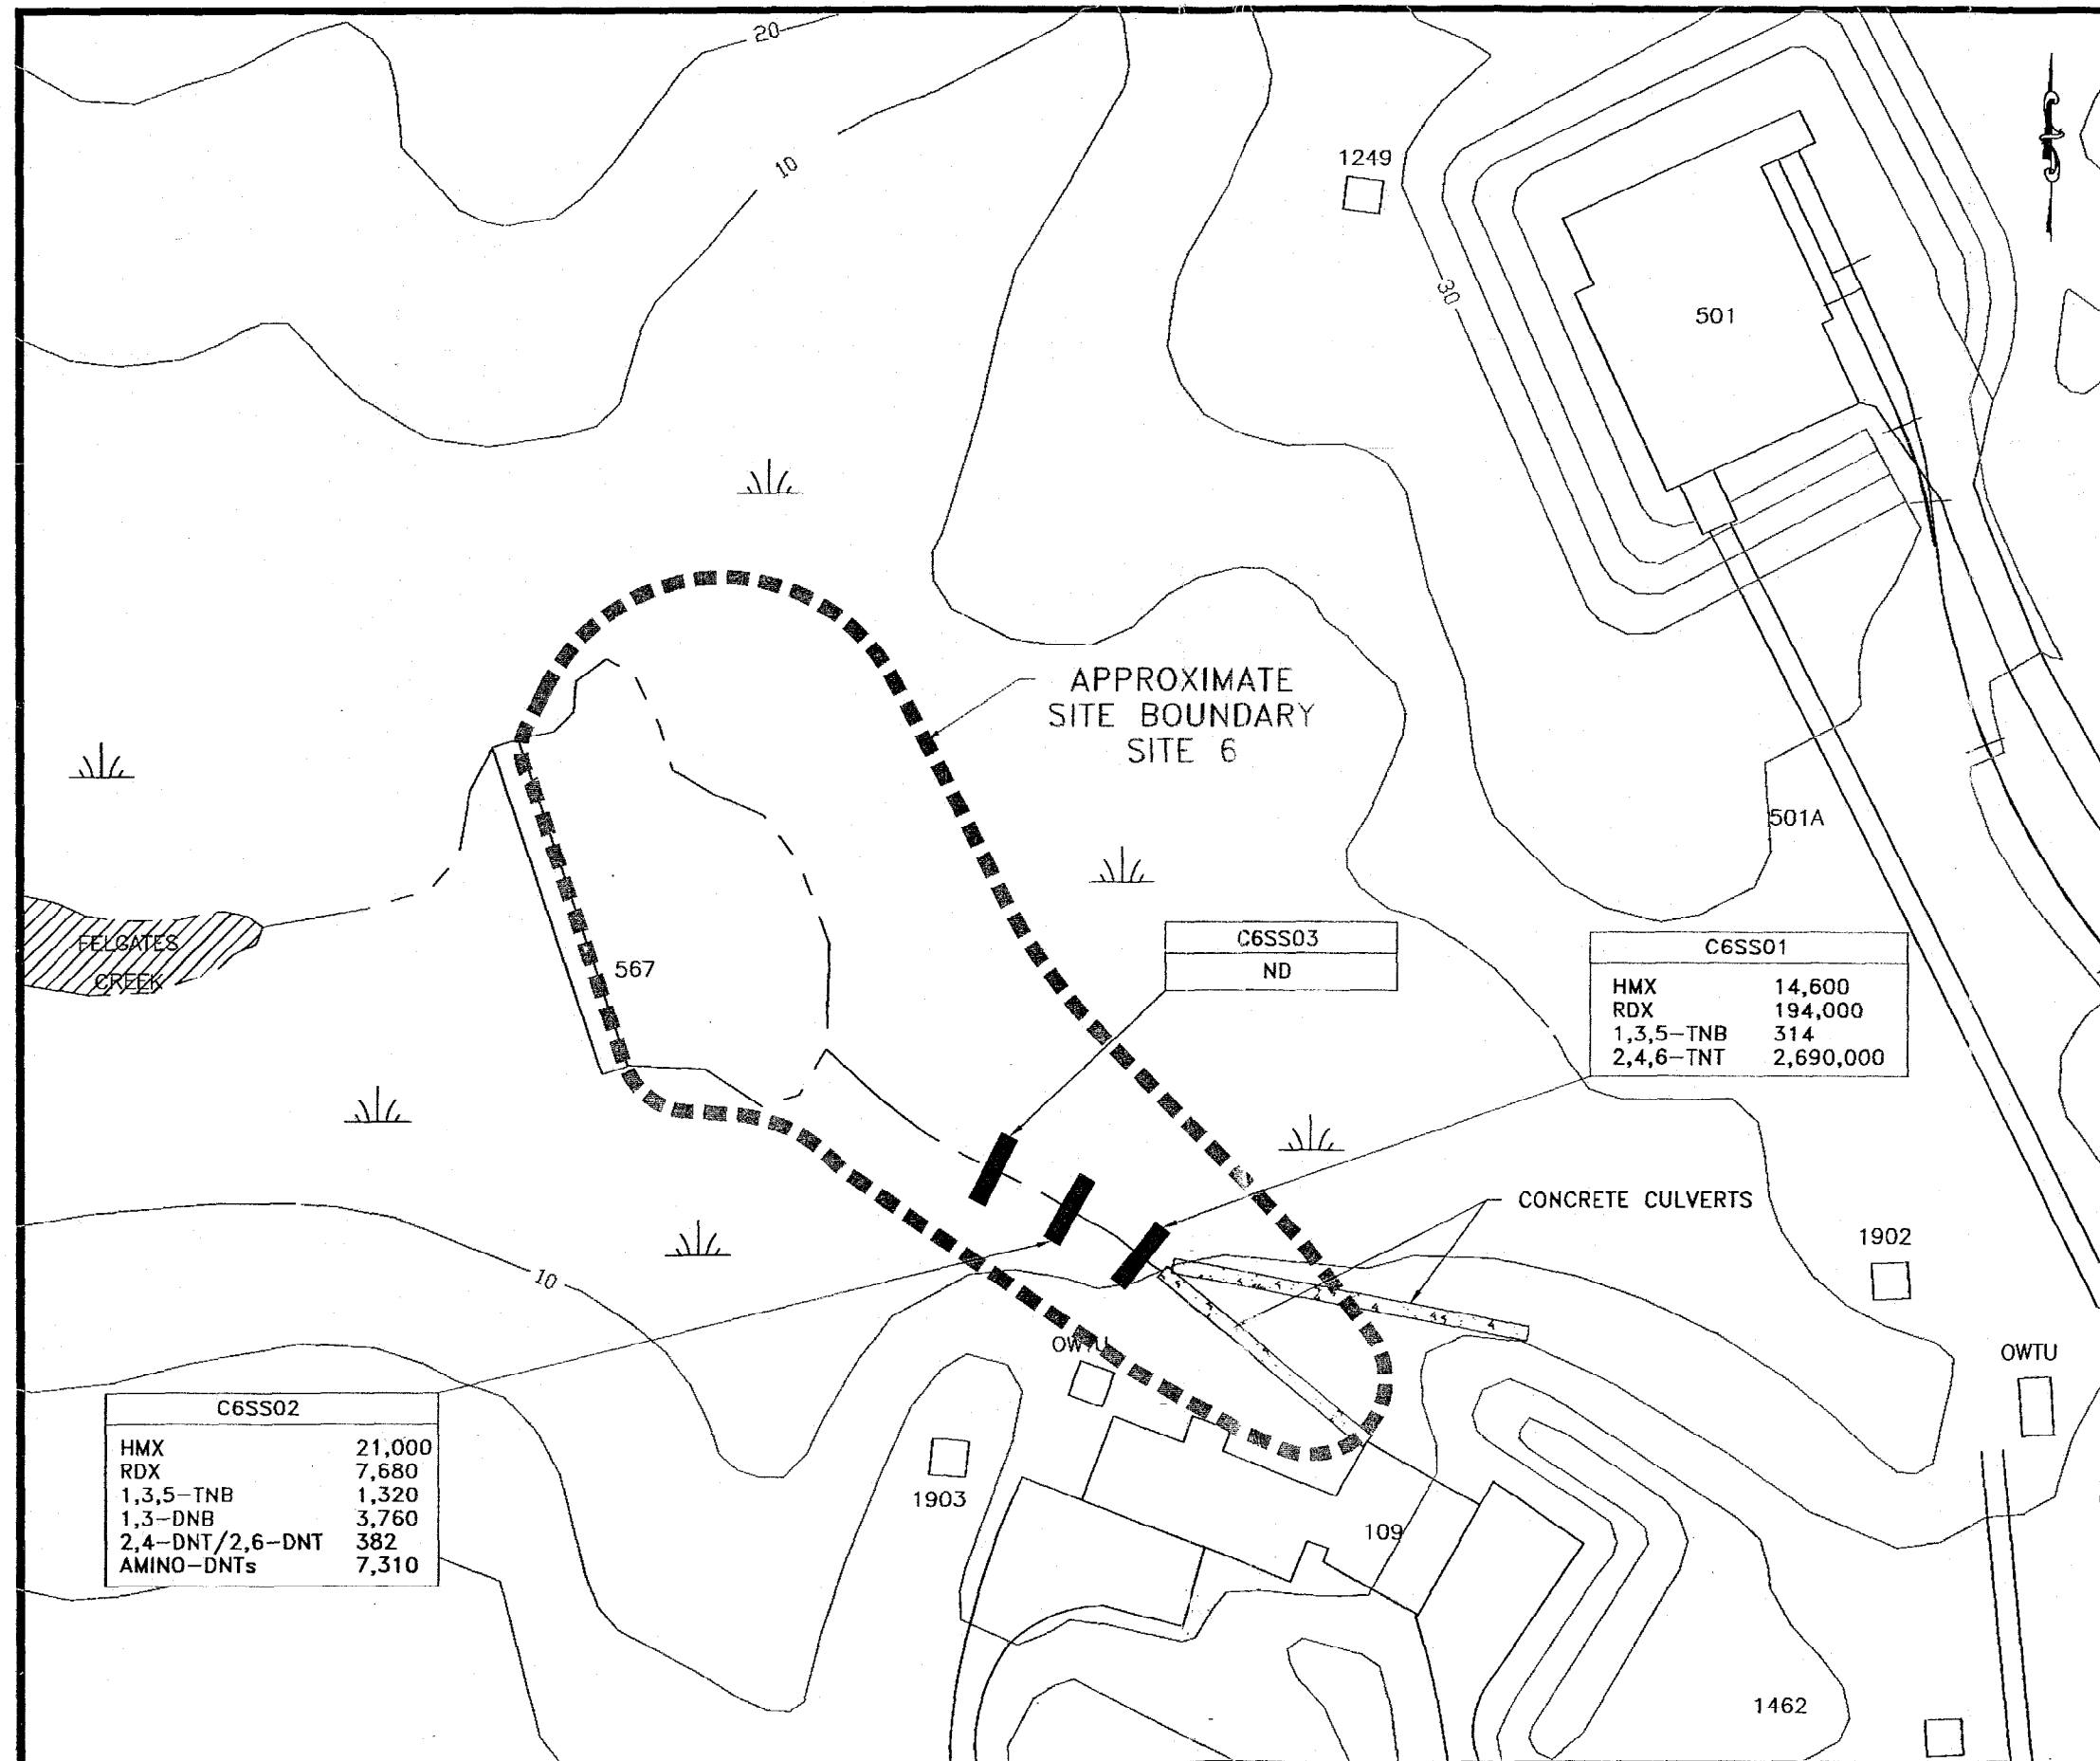 20
10
1249
30
501
APPROXIMATE
SITE BOUNDARY
SITE 6
501A
FELGATES
CREEK
567
C6SS03
ND
C6SS01
HMX 14,600
RDX 194,000
1,3,5-TNB 314
2,4,6-TNT 2,690,000
CONCRETE CULVERTS
1902
10
OWTU
OWTU
C6SS02
HMX 21,000
RDX 7,680
1,3,5-TNB 1,320
1,3-DNB 3,760
2,4-DNT/2,6-DNT 382
AMINO-DNTs 7,310
1903
109
1462